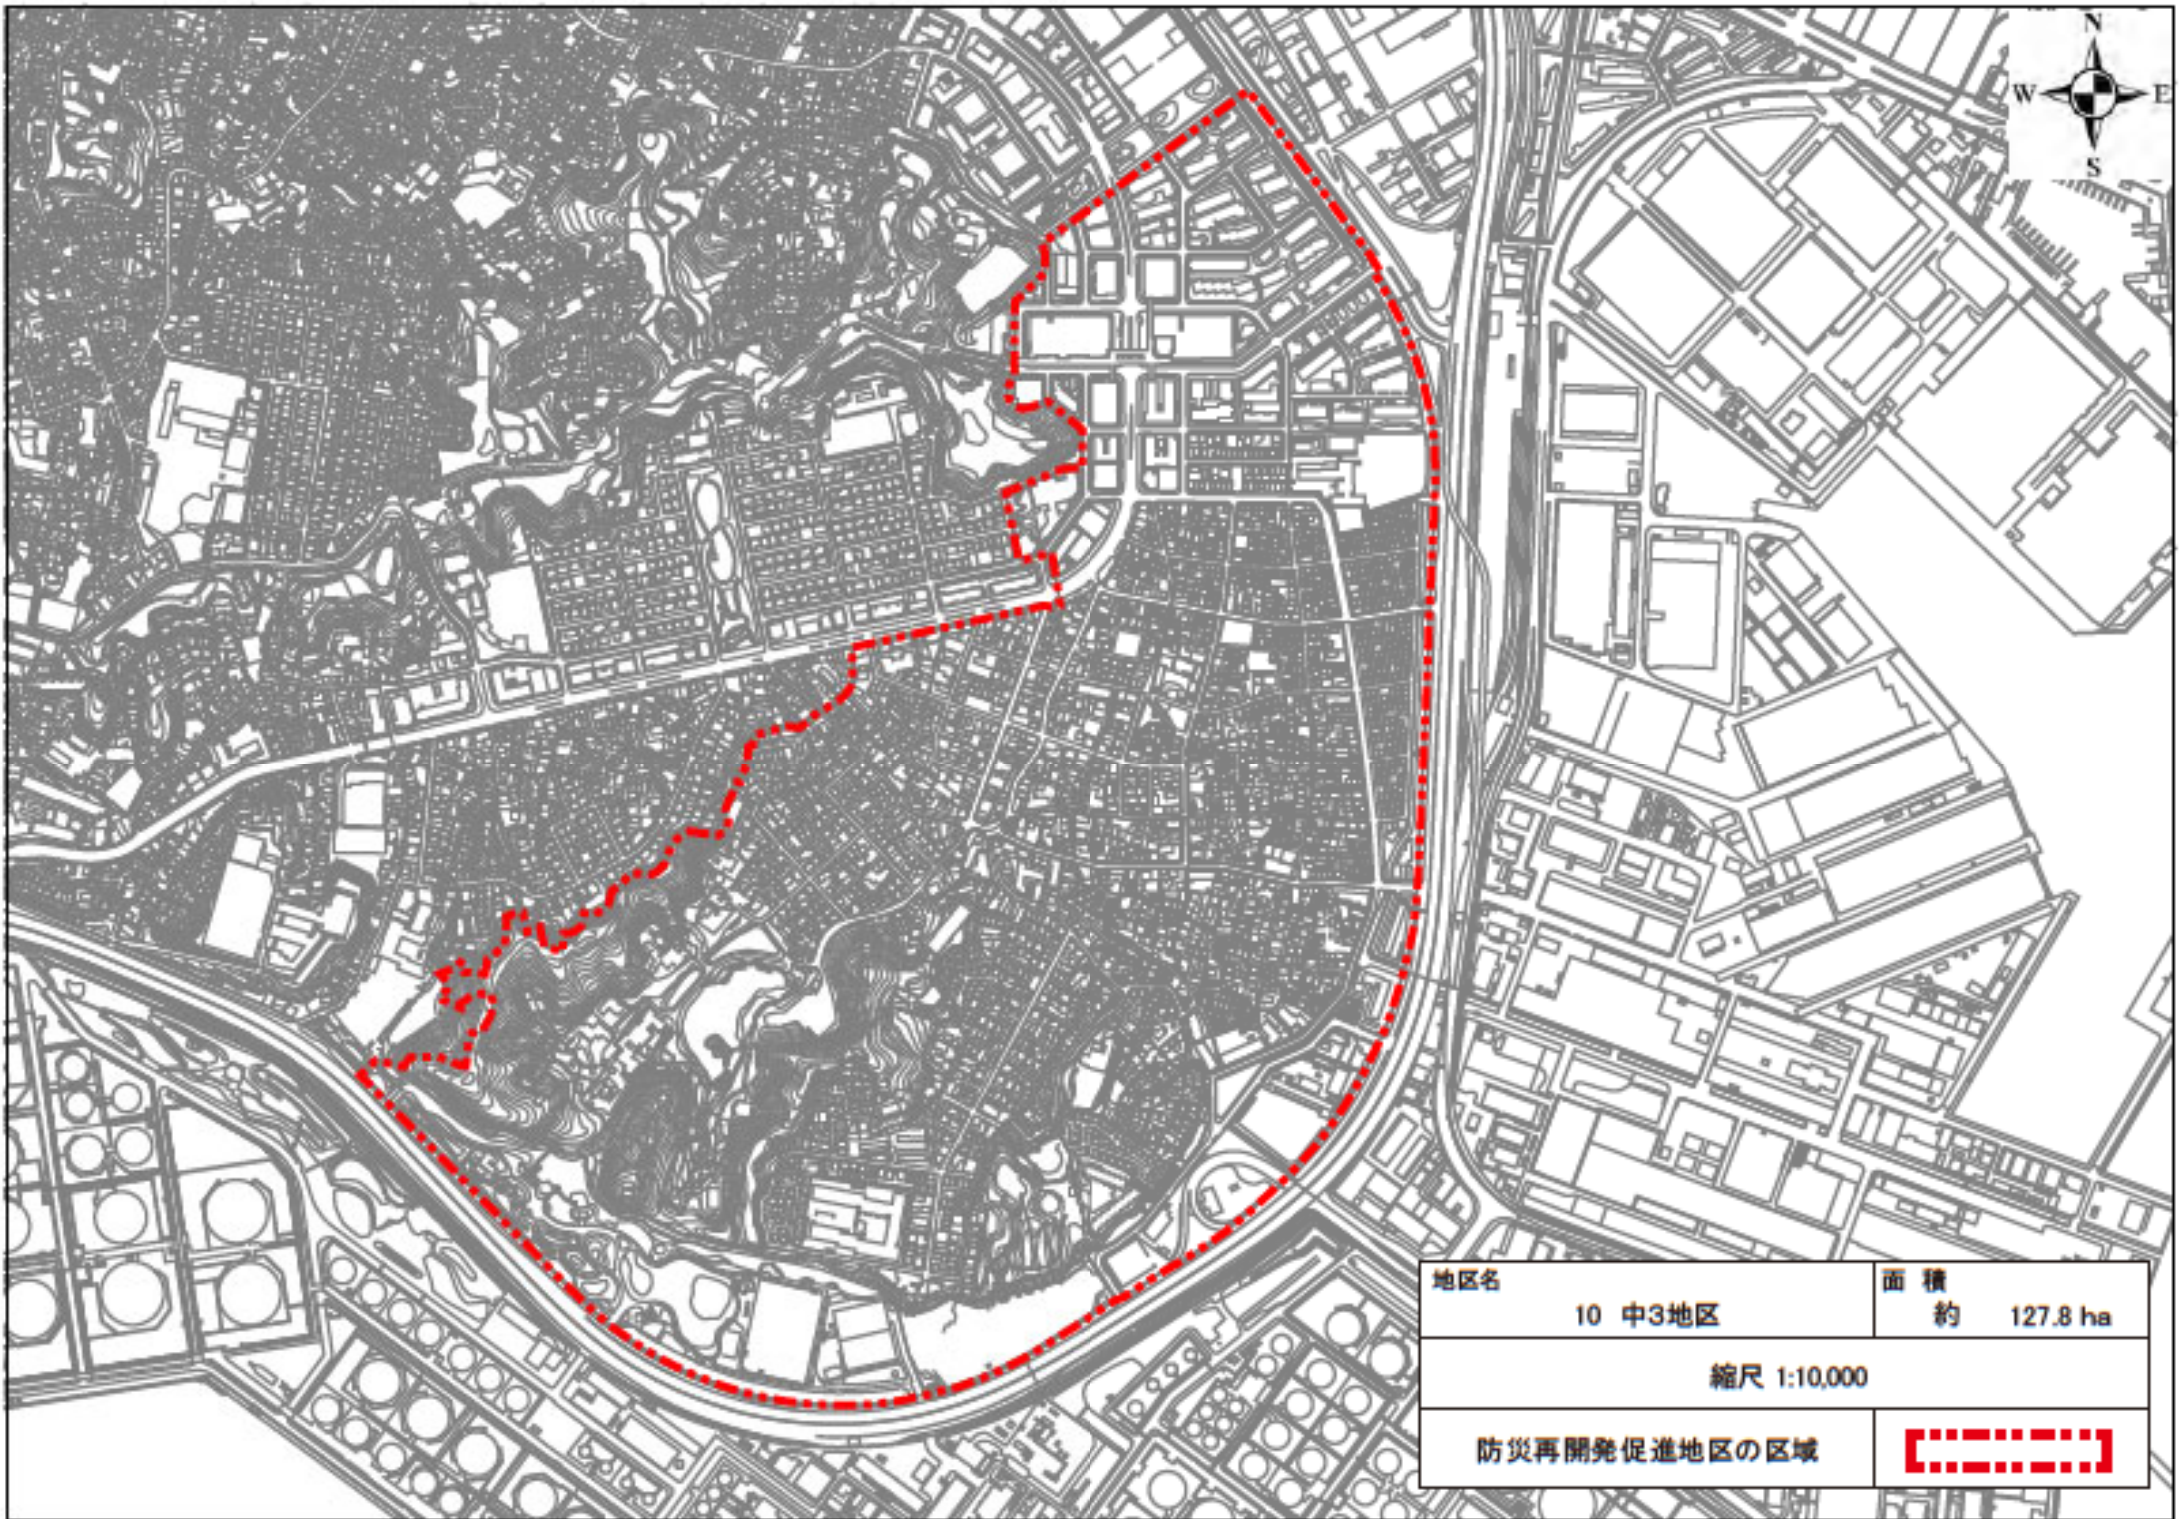 N
W E
S
地区名
10 中3地区
面 積
約 127.8 ha
縮尺 1:10,000
防災再開発促進地区の区域